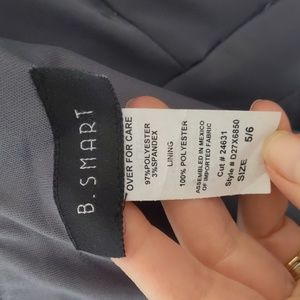 B. SMART
OVER FOR CARE
97%POLYESTER
3%SPANDEX
LINING
100% POLYESTER
ASSEMBLED IN MEXICO
OF IMPORTED FABRIC
Cut # 24631
Style # D27X6850
SIZE 5/6